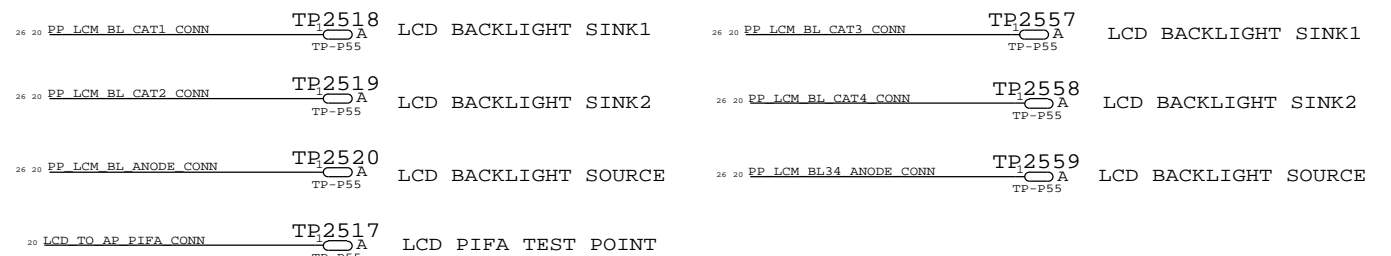 TP2518
26 20 PP_LCM_BL_CAT1_CONN 1 A LCD BACKLIGHT SINK1
TP-P55
TP2519
26 20 PP_LCM_BL_CAT2_CONN 1 A LCD BACKLIGHT SINK2
TP-P55
TP2520
26 20 PP_LCM_BL_ANODE_CONN 1 A LCD BACKLIGHT SOURCE
TP-P55
TP2517
20 LCD_TO_AP_PIFA_CONN 1 A LCD PIFA TEST POINT
TP-P55
TP2557
26 20 PP_LCM_BL_CAT3_CONN 1 A LCD BACKLIGHT SINK1
TP-P55
TP2558
26 20 PP_LCM_BL_CAT4_CONN 1 A LCD BACKLIGHT SINK2
TP-P55
TP2559
26 20 PP_LCM_BL34_ANODE_CONN 1 A LCD BACKLIGHT SOURCE
TP-P55